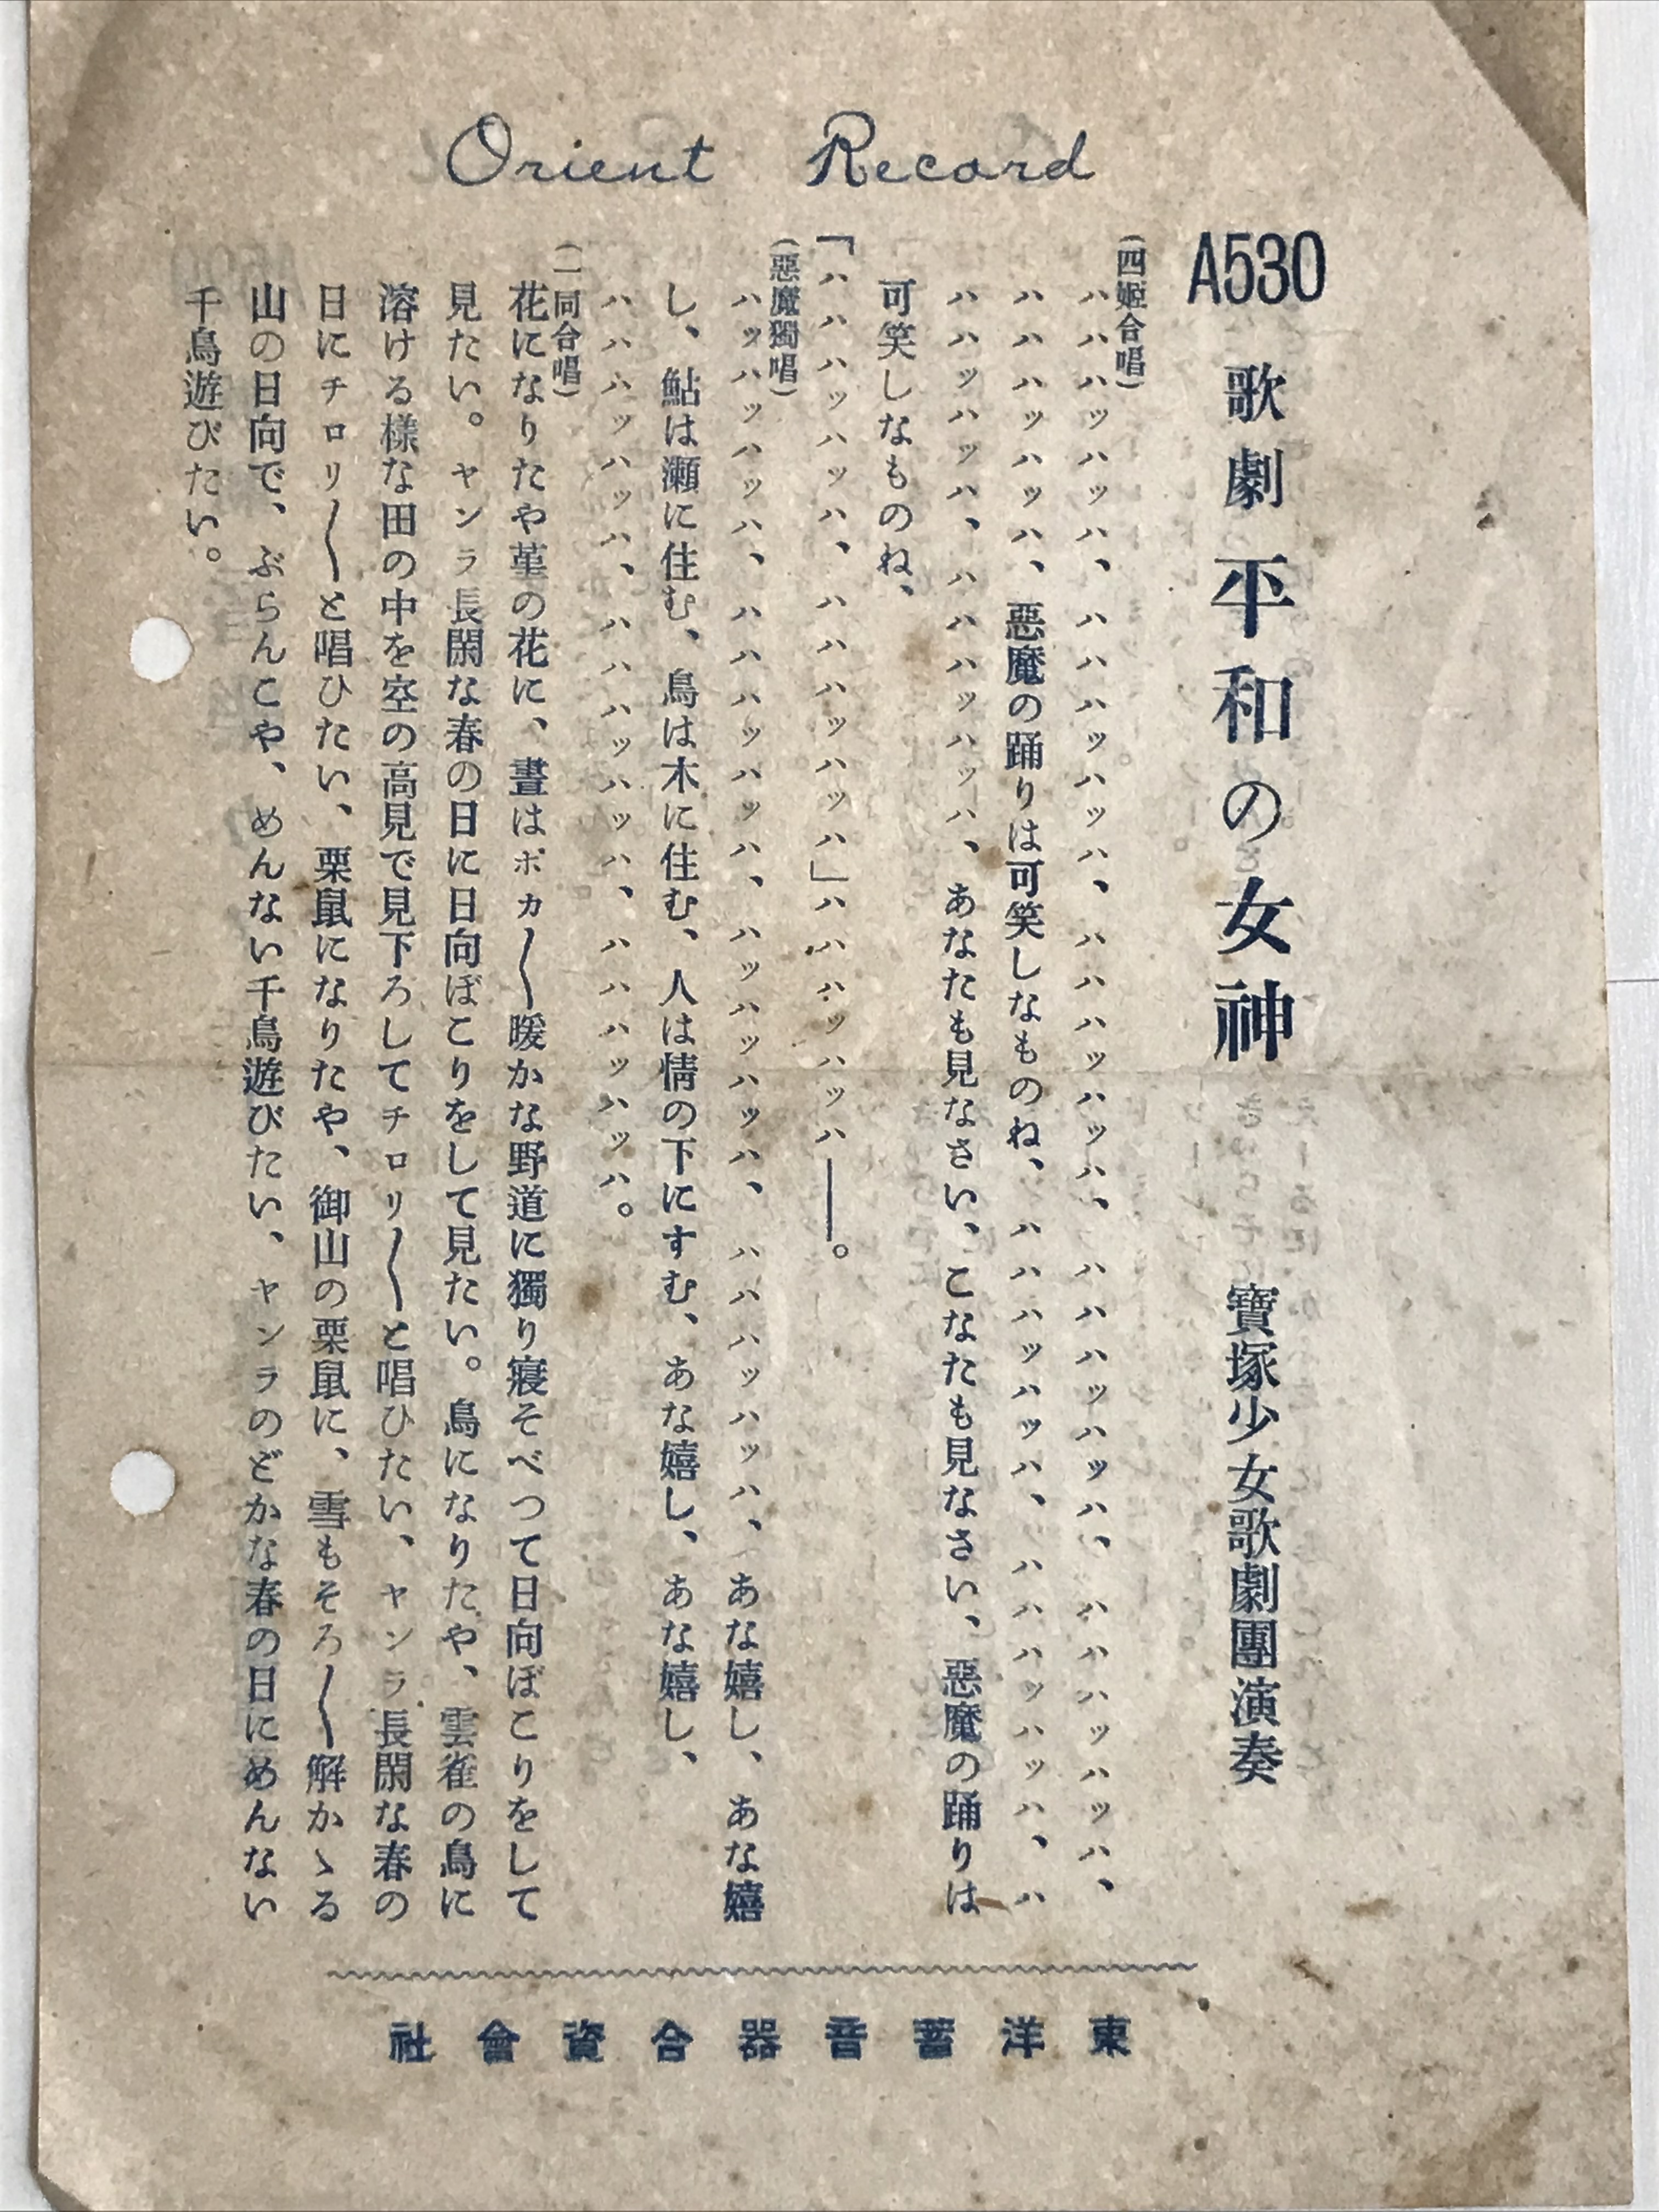 Orient Record
A530 歌劇 平和の女神 寶塚少女歌劇團演奏
(四姫合唱)
ハハハッハッハ、ハハハッハッハ、ハハハッハッハ、ハハハッハッハ、ハハハッハッハ、
ハハハッハッハ、惡魔の踊りは可笑しなものね、ハハハッハッハ、ハハハッハッハ、ハ
ハハッハッハ、ハハハッハッハ、あなたも見なさい、こなたも見なさい、惡魔の踊りは
可笑しなものね、
「ハハハッハッハ、ハハハッハッハ」ハハハッハッハ――。
(惡魔獨唱)
ハッハッハッハ、ハハハッハッハ、ハッハッハッハ、ハハハッハッハ、あな嬉し、あな嬉
し、鮎は瀬に住む、鳥は木に住む、人は情の下にすむ、あな嬉し、あな嬉し、
ハハハッハッハ、ハハハッハッハ、ハハハッハッハ。
(一同合唱)
花になりたや菫の花に、晝はポカ〳〵暖かな野道に獨り寢そべつて日向ぼこりをして
見たい。ヤンラ長閑な春の日に日向ぼこりをして見たい。鳥になりたや、雲雀の鳥に
溶ける様な田の中を空の高見で見下ろしてチロリ〳〵と唱ひたい、ヤンラ長閑な春の
日にチロリ〳〵と唱ひたい、栗鼠になりたや、御山の栗鼠に、雪もそろ〳〵解かゝる
山の日向で、ぶらんこや、めんない千鳥遊びたい、ヤンラのどかな春の日にめんない
千鳥遊びたい。
東洋蓄音器合資會社